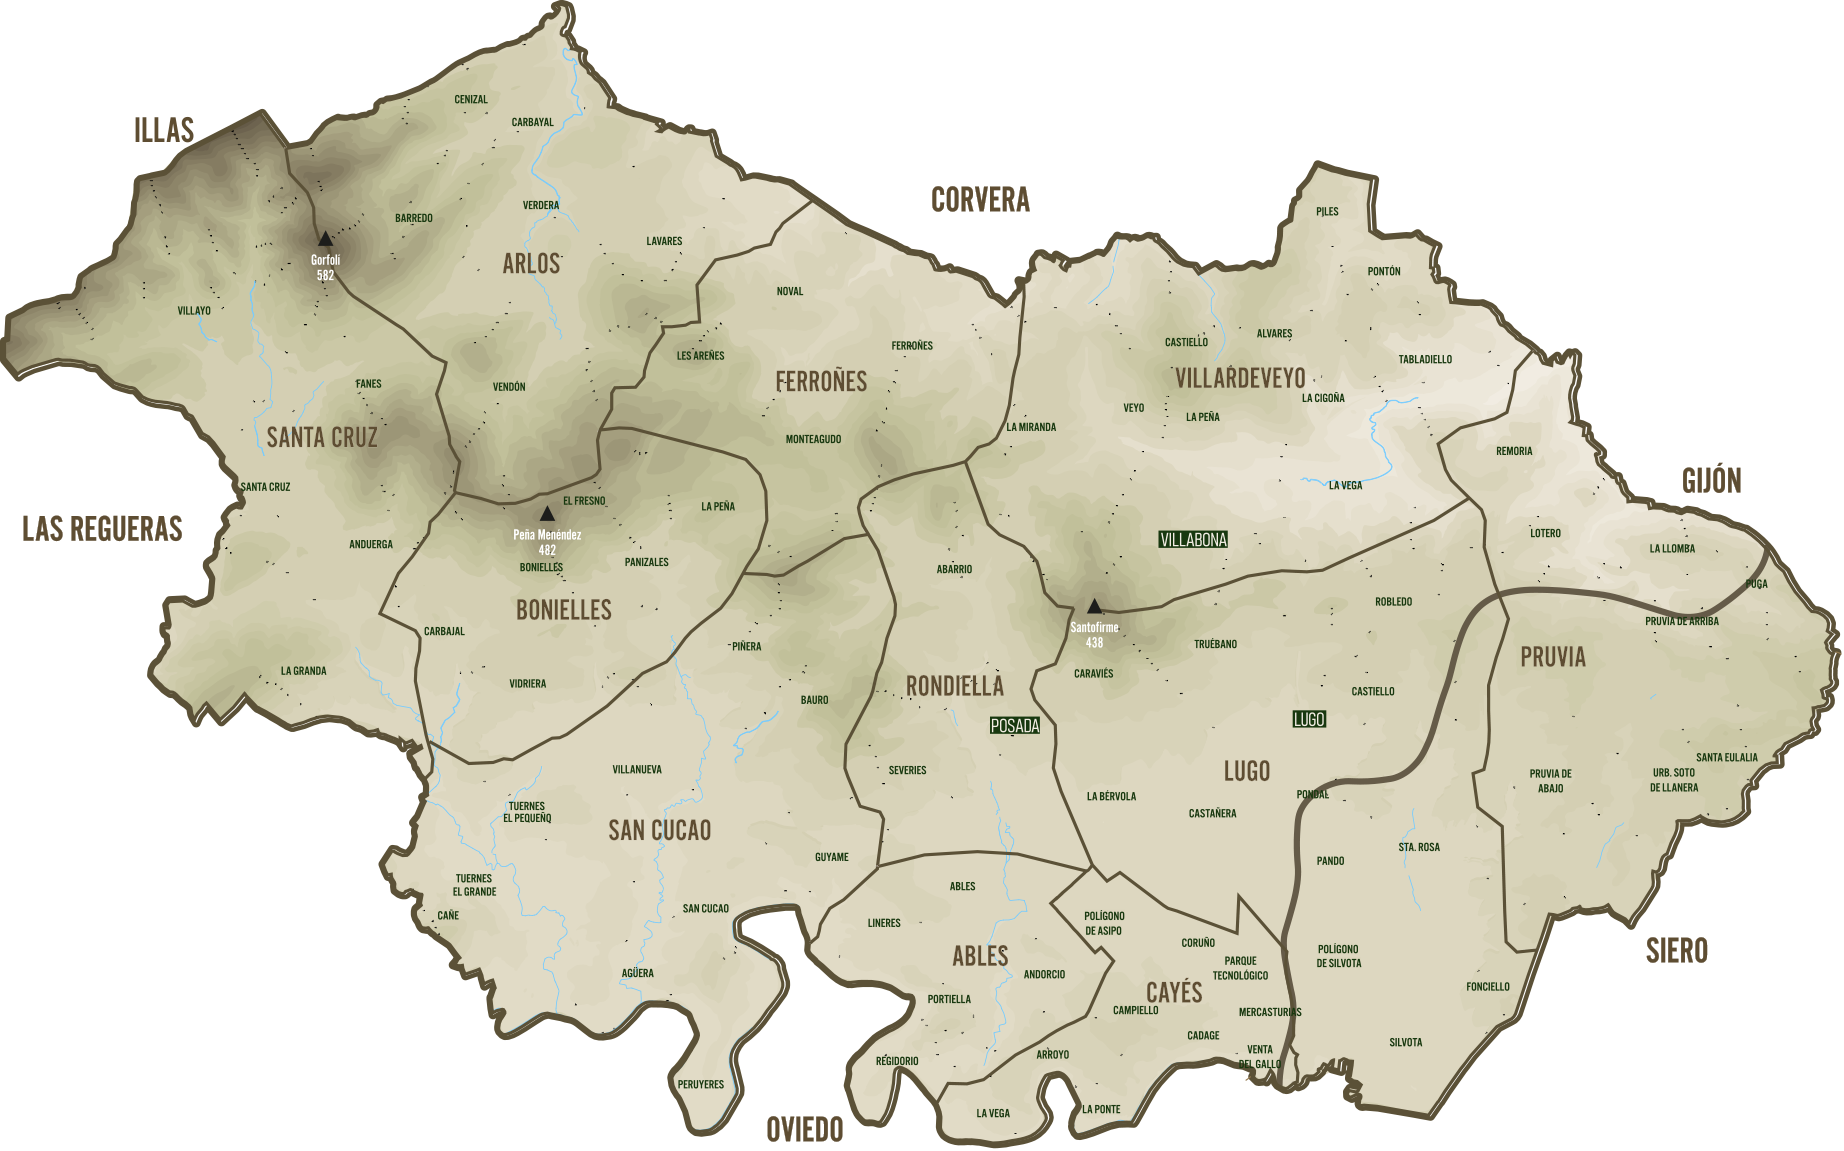 CENIZAL
CARBAYAL
ILLAS
CORVERA
VERDERA
BARREDO
PILES
LAVARES
ARLOS
Gorfoli
582
PONTÓN
NOVAL
VILLAYO
ALVARES
CASTIELLO
FERROÑES
LES AREÑES
TABLADIELLO
FANES
VENDÓN
FERROÑES
VILLARDEVEYO
LA CIGOÑA
VEYO
LA PEÑA
LA MIRANDA
SANTA CRUZ
MONTEAGUDO
REMORIA
GIJÓN
SANTA CRUZ
LA VEGA
EL FRESNO
LA PEÑA
LAS REGUERAS
Peña Menéndez
482
LOTERO
VILLABONA
ANDUERGA
LA LLOMBA
BONIELLES
PANIZALES
ABARRIO
PUGA
ROBLEDO
BONIELLES
PRUVIA DE ARRIBA
Santofirme
438
CARBAJAL
PIÑERA
TRUÉBANO
PRUVIA
LA GRANDA
CARAVIÉS
VIDRIERA
RONDIELLA
CASTIELLO
BAURO
POSADA
LUGO
SANTA EULALIA
VILLANUEVA
SEVERIES
LUGO
PRUVIA DE
ABAJO
URB. SOTO
DE LLANERA
LA BÉRVOLA
PONDAL
TUERNES
EL PEQUEÑO
CASTAÑERA
SAN CUCAO
STA. ROSA
GUYAME
PANDO
TUERNES
EL GRANDE
ABLES
SAN CUCAO
CAÑE
LINERES
POLÍGONO
DE ASIPO
CORUÑO
SIERO
ABLES
POLÍGONO
DE SILVOTA
PARQUE
TECNOLÓGICO
AGÜERA
ANDORCIO
CAYÉS
FONCIELLO
PORTIELLA
CAMPIELLO
MERCASTURIAS
CADAGE
SILVOTA
VENTA
DEL GALLO
ARROYO
REGIDORIO
PERUYERES
LA VEGA
LA PONTE
OVIEDO